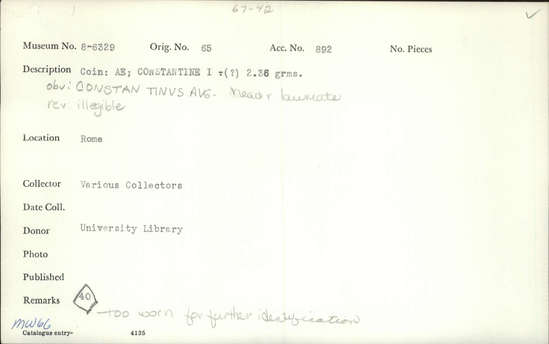 67-42
Museum No. 8-6329 Orig. No. 65 Acc. No. 892 No. Pieces
Description Coin: AE; CONSTANTINE I τ(?) 2.36 grms.
obv: CONSTAN TINVS AVG. head r laureate
rev. illegible
Location Rome
Collector Various Collectors
Date Coll.
Donor University Library
Photo
Published
Remarks 40
—too worn for further identification
MW66
Catalogue entry- 4135